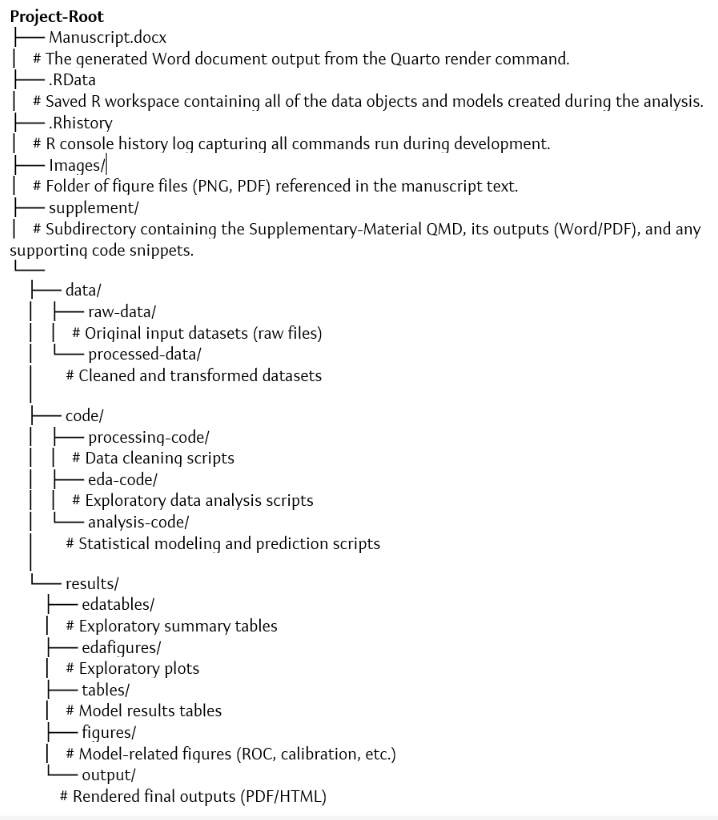 Project-Root
├── Manuscript.docx
│   # The generated Word document output from the Quarto render command.
├── .RData
│   # Saved R workspace containing all of the data objects and models created during the analysis.
├── .Rhistory
│   # R console history log capturing all commands run during development.
├── Images/
│   # Folder of figure files (PNG, PDF) referenced in the manuscript text.
├── supplement/
│   # Subdirectory containing the Supplementary-Material QMD, its outputs (Word/PDF), and any
supporting code snippets.
└──
    ├── data/
    │   ├── raw-data/
    │   │   # Original input datasets (raw files)
    │   └── processed-data/
    │       # Cleaned and transformed datasets
    │
    ├── code/
    │   ├── processing-code/
    │   │   # Data cleaning scripts
    │   ├── eda-code/
    │   │   # Exploratory data analysis scripts
    │   └── analysis-code/
    │       # Statistical modeling and prediction scripts
    │
    └── results/
        ├── edatables/
        │   # Exploratory summary tables
        ├── edafigures/
        │   # Exploratory plots
        ├── tables/
        │   # Model results tables
        ├── figures/
        │   # Model-related figures (ROC, calibration, etc.)
        └── output/
            # Rendered final outputs (PDF/HTML)